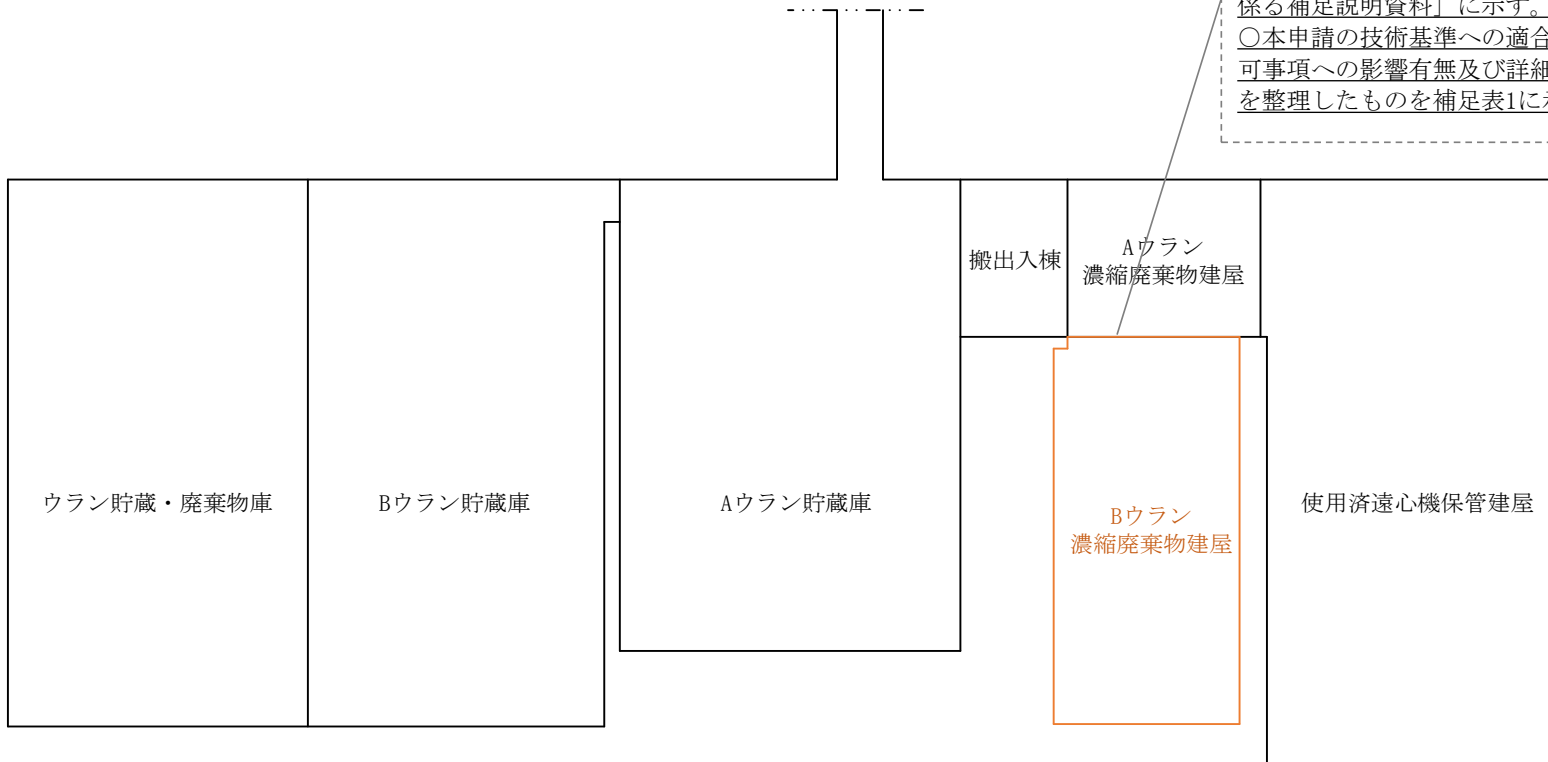 係る補足説明資料」に示す。
○本申請の技術基準への適合
可事項への影響有無及び詳細
を整理したものを補足表1に
搬出入棟
Aウラン
濃縮廃棄物建屋
ウラン貯蔵・廃棄物庫
Bウラン貯蔵庫
Aウラン貯蔵庫
Bウラン
濃縮廃棄物建屋
使用済遠心機保管建屋